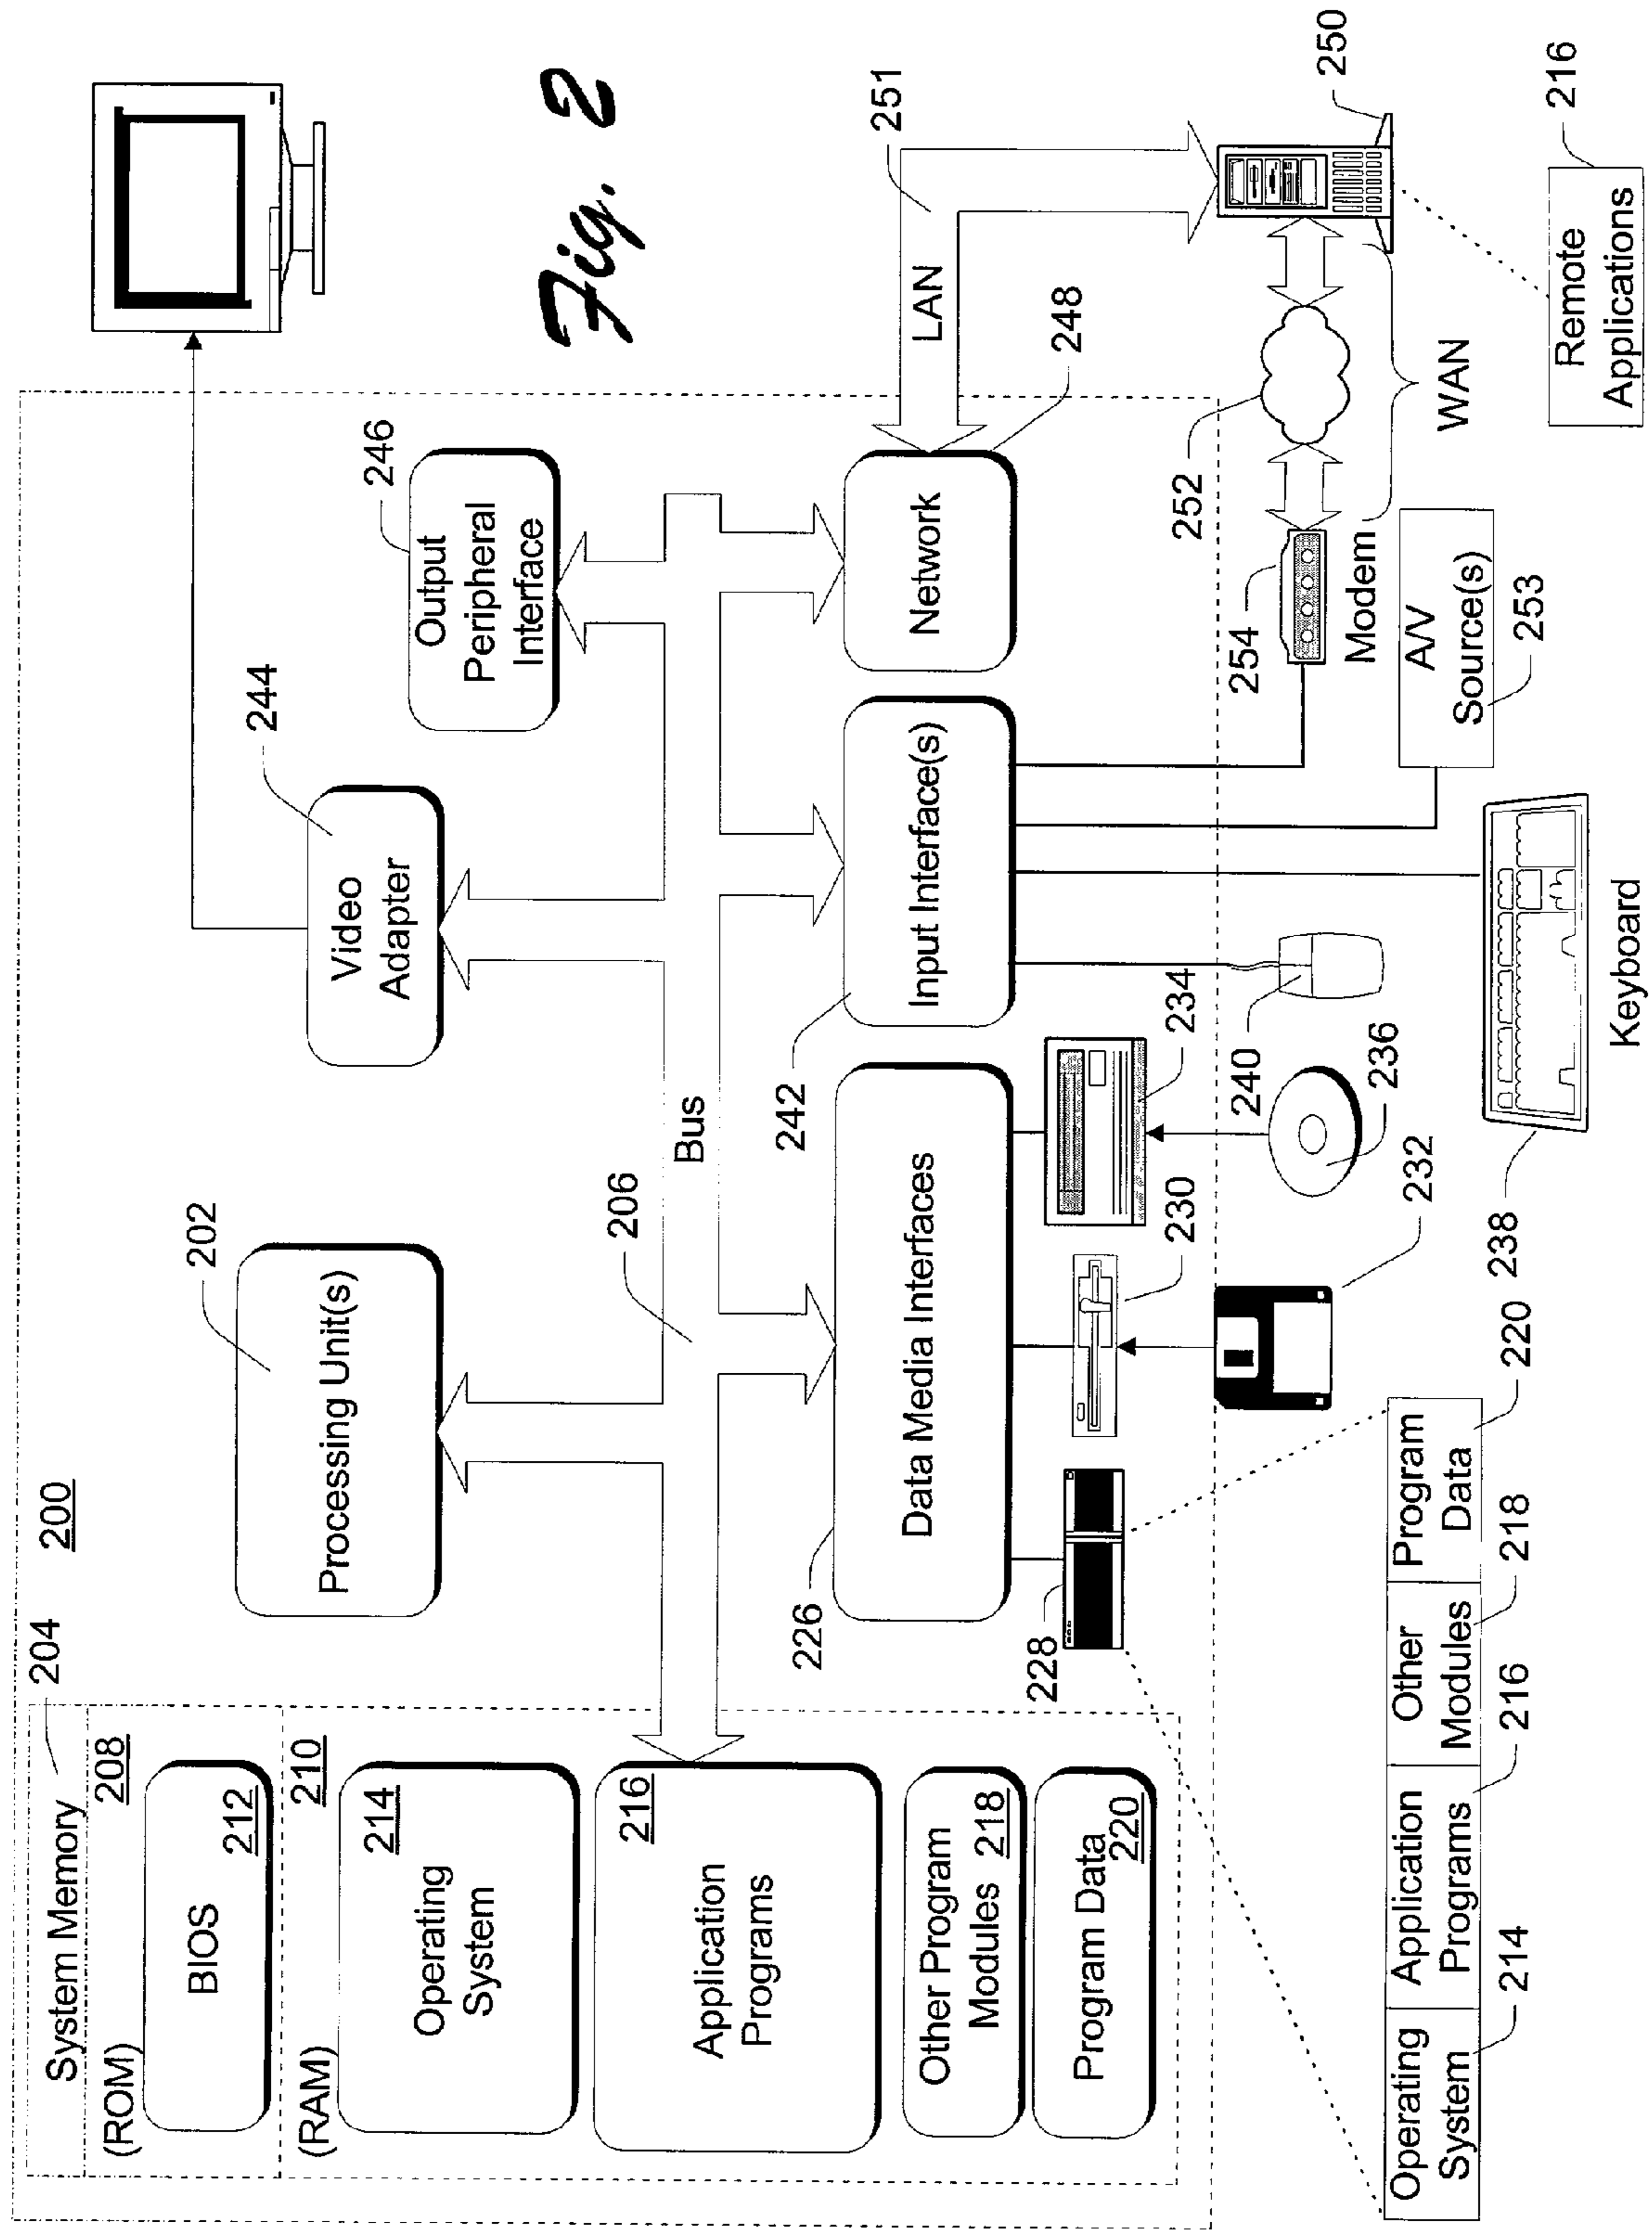 200
System Memory
204
(ROM) 208
BIOS
212
(RAM) 210
Operating
System
214
Application
Programs
216
Other Program
Modules 218
Program Data
220
Processing Unit(s)
202
Video
Adapter
244
Output
Peripheral
Interface
246
Bus
206
Data Media Interfaces
226
Input Interface(s)
242
Network
248
LAN
251
Fig. 2
228
230
234
240
236
232
238
Keyboard
254
Modem
252
WAN
250
A/V
Source(s)
253
Remote
Applications
216
Operating
System
214
Application
Programs
216
Other
Modules
218
Program
Data
220